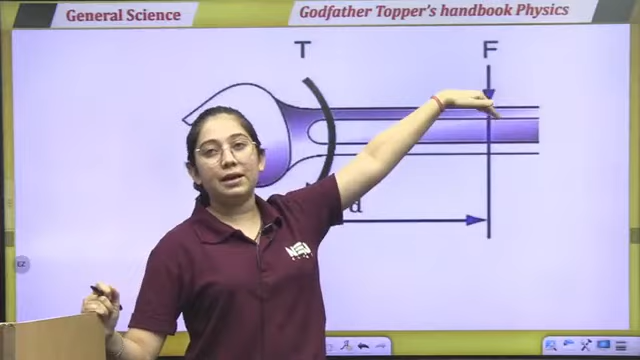 General Science
Godfather Topper's handbook Physics
T
F
d